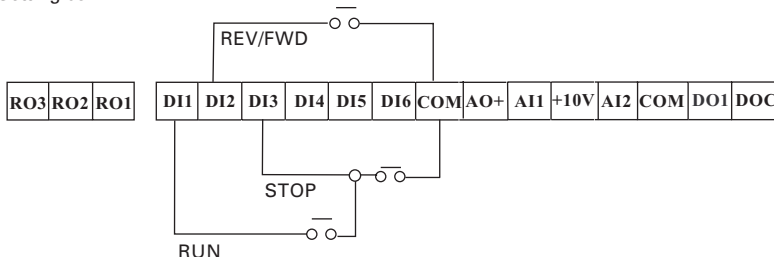 REV/FWD
RO3 RO2 RO1 DI1 DI2 DI3 DI4 DI5 DI6 COM AO+ AI1 +10V AI2 COM DO1 DOC
STOP
RUN